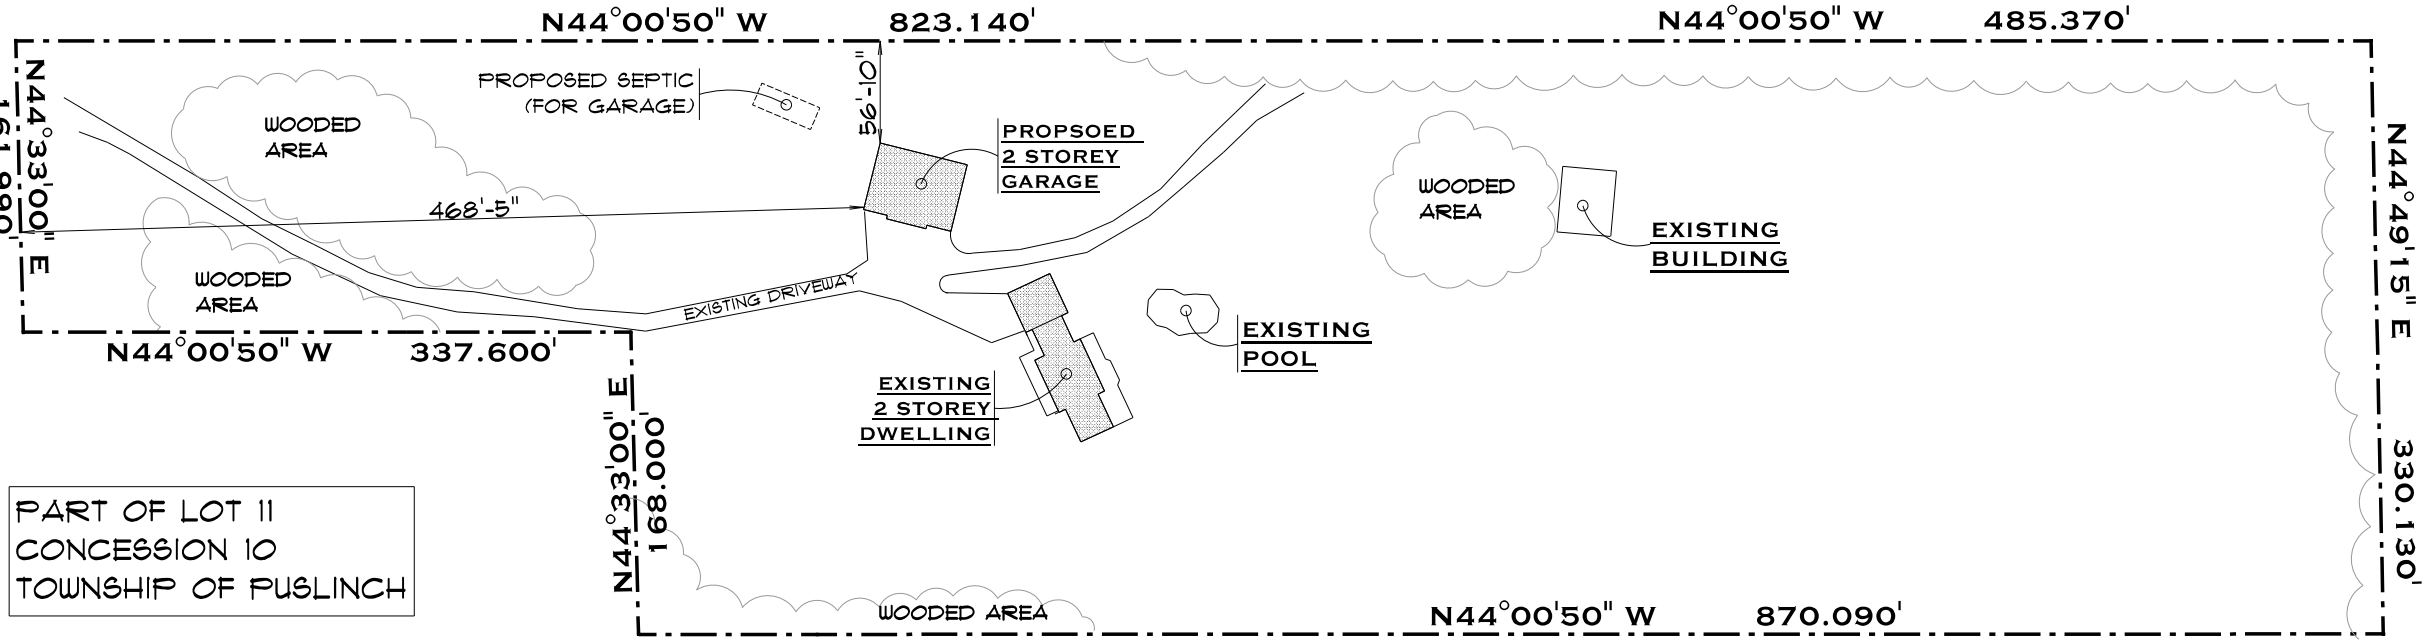 N44°00'50" W 823.140'
N44°00'50" W 485.370'
N44°33'00" E
PROPOSED SEPTIC
(FOR GARAGE)
56'-10"
WOODED
AREA
PROPSOED
2 STOREY
GARAGE
468'-5"
WOODED
AREA
WOODED
AREA
EXISTING
BUILDING
N44°49'15" E
330.130'
EXISTING DRIVEWAY
EXISTING
POOL
N44°00'50" W 337.600'
EXISTING
2 STOREY
DWELLING
N44°33'00" E
168.000'
PART OF LOT 11
CONCESSION 10
TOWNSHIP OF PUSLINCH
WOODED AREA
N44°00'50" W 870.090'